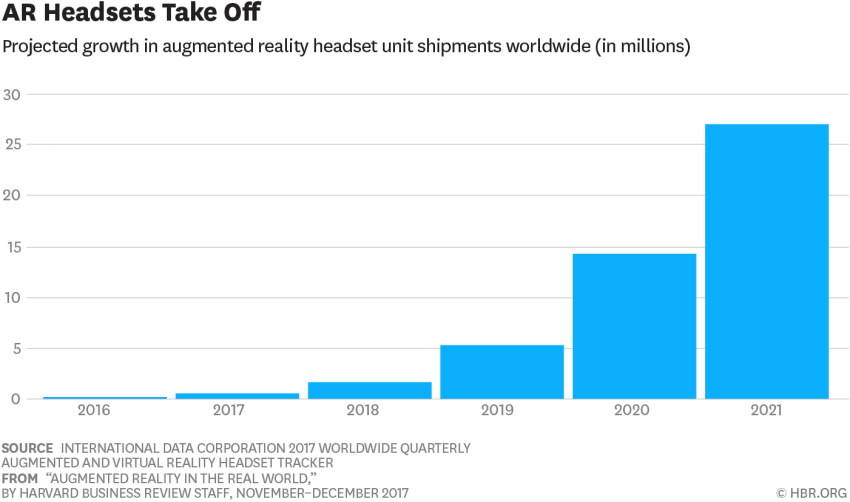 AR Headsets Take Off
Projected growth in augmented reality headset unit shipments worldwide (in millions)
30
25
20
15
10
5
0
2016 2017 2018 2019 2020 2021
SOURCE INTERNATIONAL DATA CORPORATION 2017 WORLDWIDE QUARTERLY
AUGMENTED AND VIRTUAL REALITY HEADSET TRACKER
FROM “AUGMENTED REALITY IN THE REAL WORLD,”
BY HARVARD BUSINESS REVIEW STAFF, NOVEMBER–DECEMBER 2017 © HBR.ORG